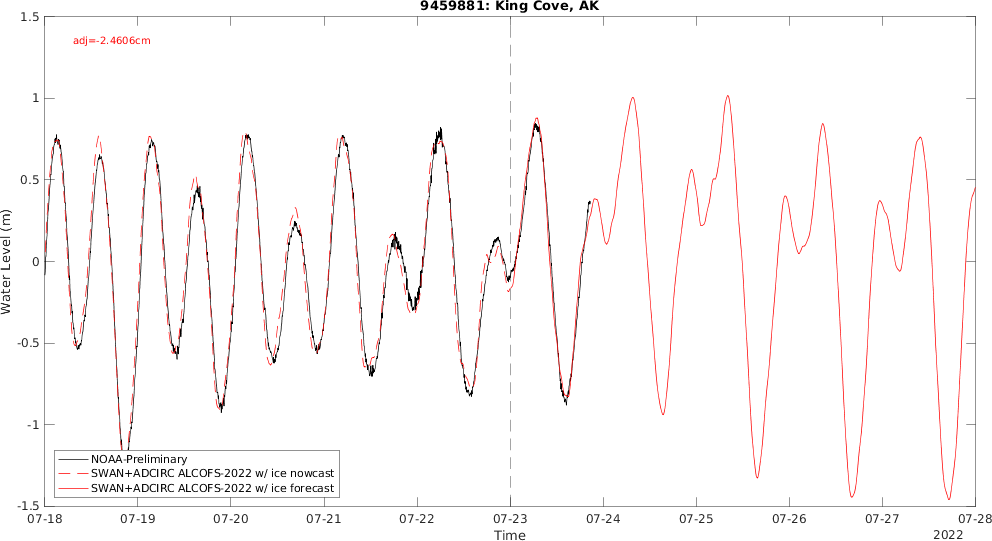 9459881: King Cove, AK
1.5
adj=-2.4606cm
1
0.5
0
-0.5
-1
-1.5
Water Level (m)
NOAA-Preliminary
SWAN+ADCIRC ALCOFS-2022 w/ ice nowcast
SWAN+ADCIRC ALCOFS-2022 w/ ice forecast
07-18 07-19 07-20 07-21 07-22 07-23 07-24 07-25 07-26 07-27 07-28
Time
2022